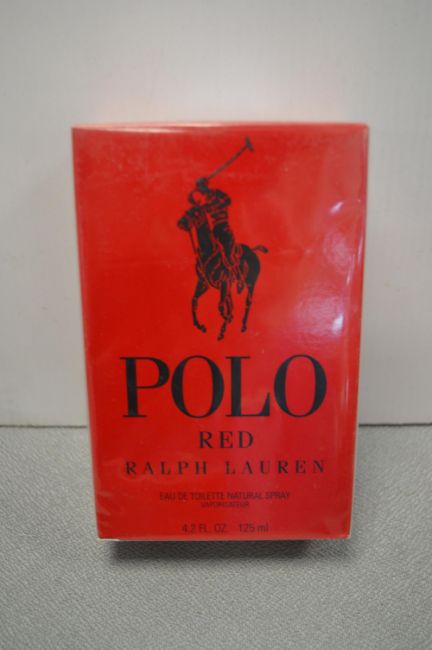 POLO
RED
RALPH LAUREN
EAU DE TOILETTE NATURAL SPRAY
VAPORISATEUR
4.2 FL. OZ. 125 ml